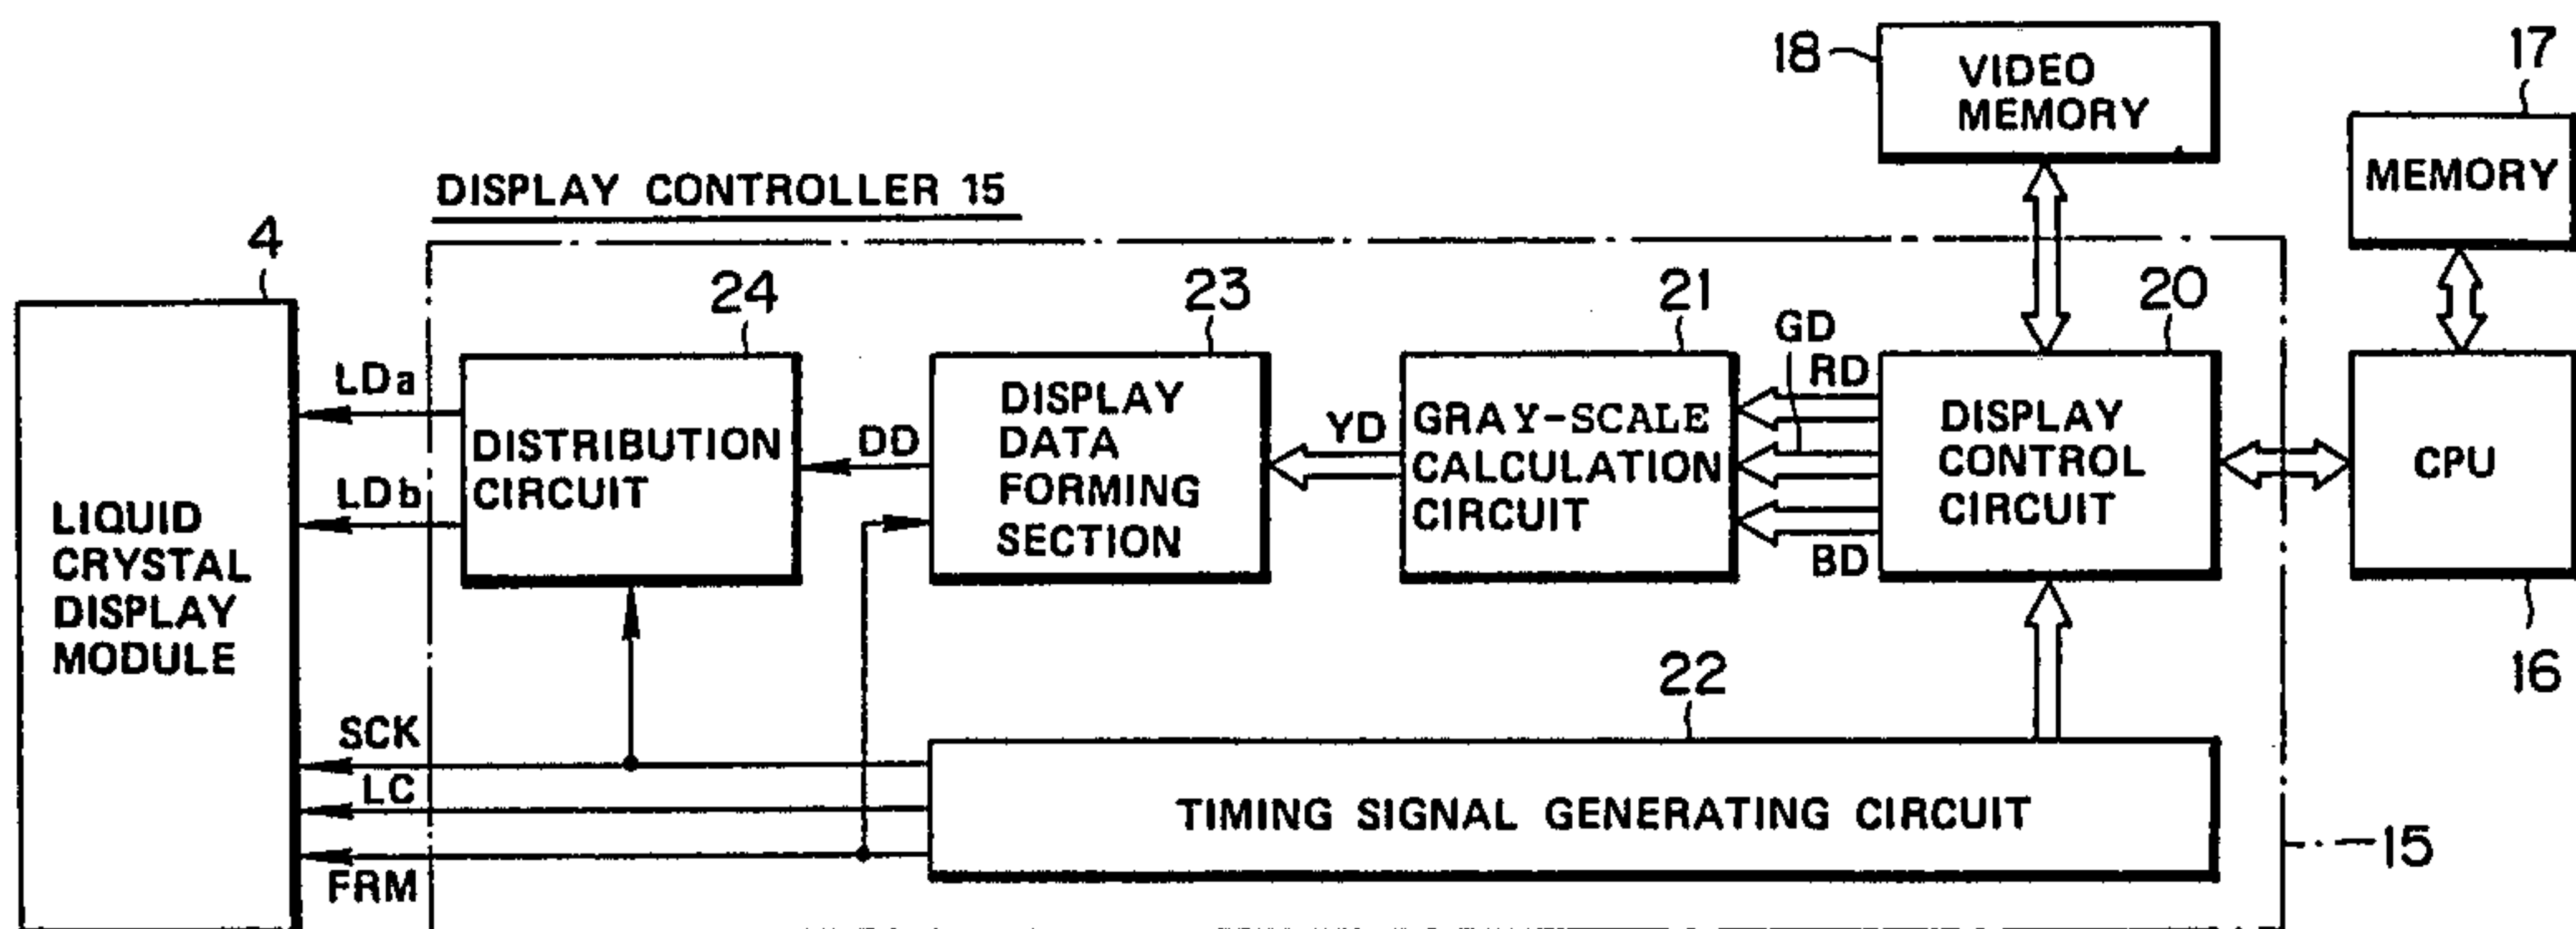 18
VIDEO
MEMORY
17
MEMORY
DISPLAY CONTROLLER 15
4
LIQUID
CRYSTAL
DISPLAY
MODULE
LDa
LDb
24
DISTRIBUTION
CIRCUIT
DD
23
DISPLAY
DATA
FORMING
SECTION
YD
21
GRAY-SCALE
CALCULATION
CIRCUIT
GD
RD
BD
20
DISPLAY
CONTROL
CIRCUIT
CPU
16
SCK
LC
FRM
22
TIMING SIGNAL GENERATING CIRCUIT
15